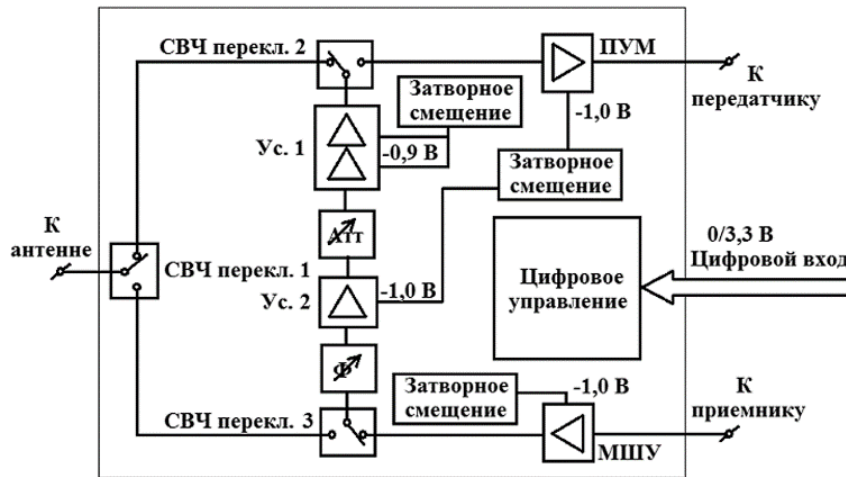 СВЧ перекл. 2
ПУМ
К
передатчику
Затворное
смещение
-1,0 В
Ус. 1
-0,9 В
Затворное
смещение
К
антенне
Атт
0/3,3 В
Цифровой вход
СВЧ перекл. 1
Ус. 2
-1,0 В
Цифровое
управление
Ф
Затворное
смещение
-1,0 В
К
приемнику
СВЧ перекл. 3
МШУ